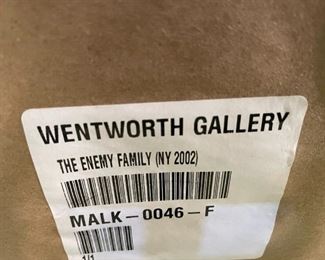 WENTWORTH GALLERY
THE ENEMY FAMILY (NY 2002)
MALK-0046-F
1/1